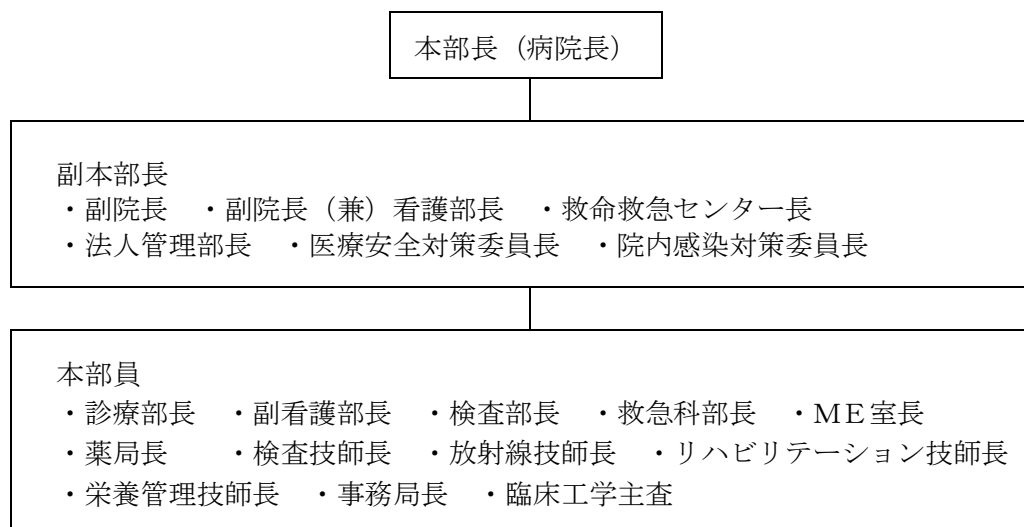 本部長（病院長）
副本部長
・副院長　・副院長（兼）看護部長　・救命救急センター長
・法人管理部長　・医療安全対策委員長　・院内感染対策委員長
本部員
・診療部長　・副看護部長　・検査部長　・救急科部長　・ＭＥ室長
・薬局長　　・検査技師長　・放射線技師長　・リハビリテーション技師長
・栄養管理技師長　・事務局長　・臨床工学主査